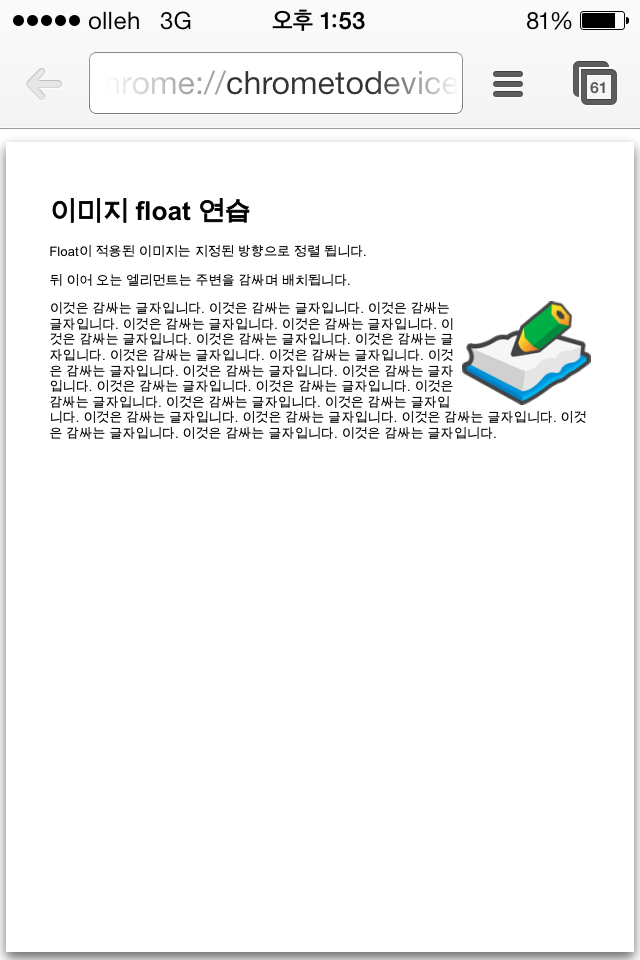 olleh 3G 오후 1:53 81%
hrome://chrometodevice
61
이미지 float 연습
Float이 적용된 이미지는 지정된 방향으로 정렬 됩니다.
뒤 이어 오는 엘리먼트는 주변을 감싸며 배치됩니다.
이것은 감싸는 글자입니다. 이것은 감싸는 글자입니다. 이것은 감싸는
글자입니다. 이것은 감싸는 글자입니다. 이것은 감싸는 글자입니다. 이
것은 감싸는 글자입니다. 이것은 감싸는 글자입니다. 이것은 감싸는 글
자입니다. 이것은 감싸는 글자입니다. 이것은 감싸는 글자입니다. 이것
은 감싸는 글자입니다. 이것은 감싸는 글자입니다. 이것은 감싸는 글자
입니다. 이것은 감싸는 글자입니다. 이것은 감싸는 글자입니다. 이것은
감싸는 글자입니다. 이것은 감싸는 글자입니다. 이것은 감싸는 글자입
니다. 이것은 감싸는 글자입니다. 이것은 감싸는 글자입니다. 이것은 감싸는 글자입니다. 이것
은 감싸는 글자입니다. 이것은 감싸는 글자입니다. 이것은 감싸는 글자입니다.